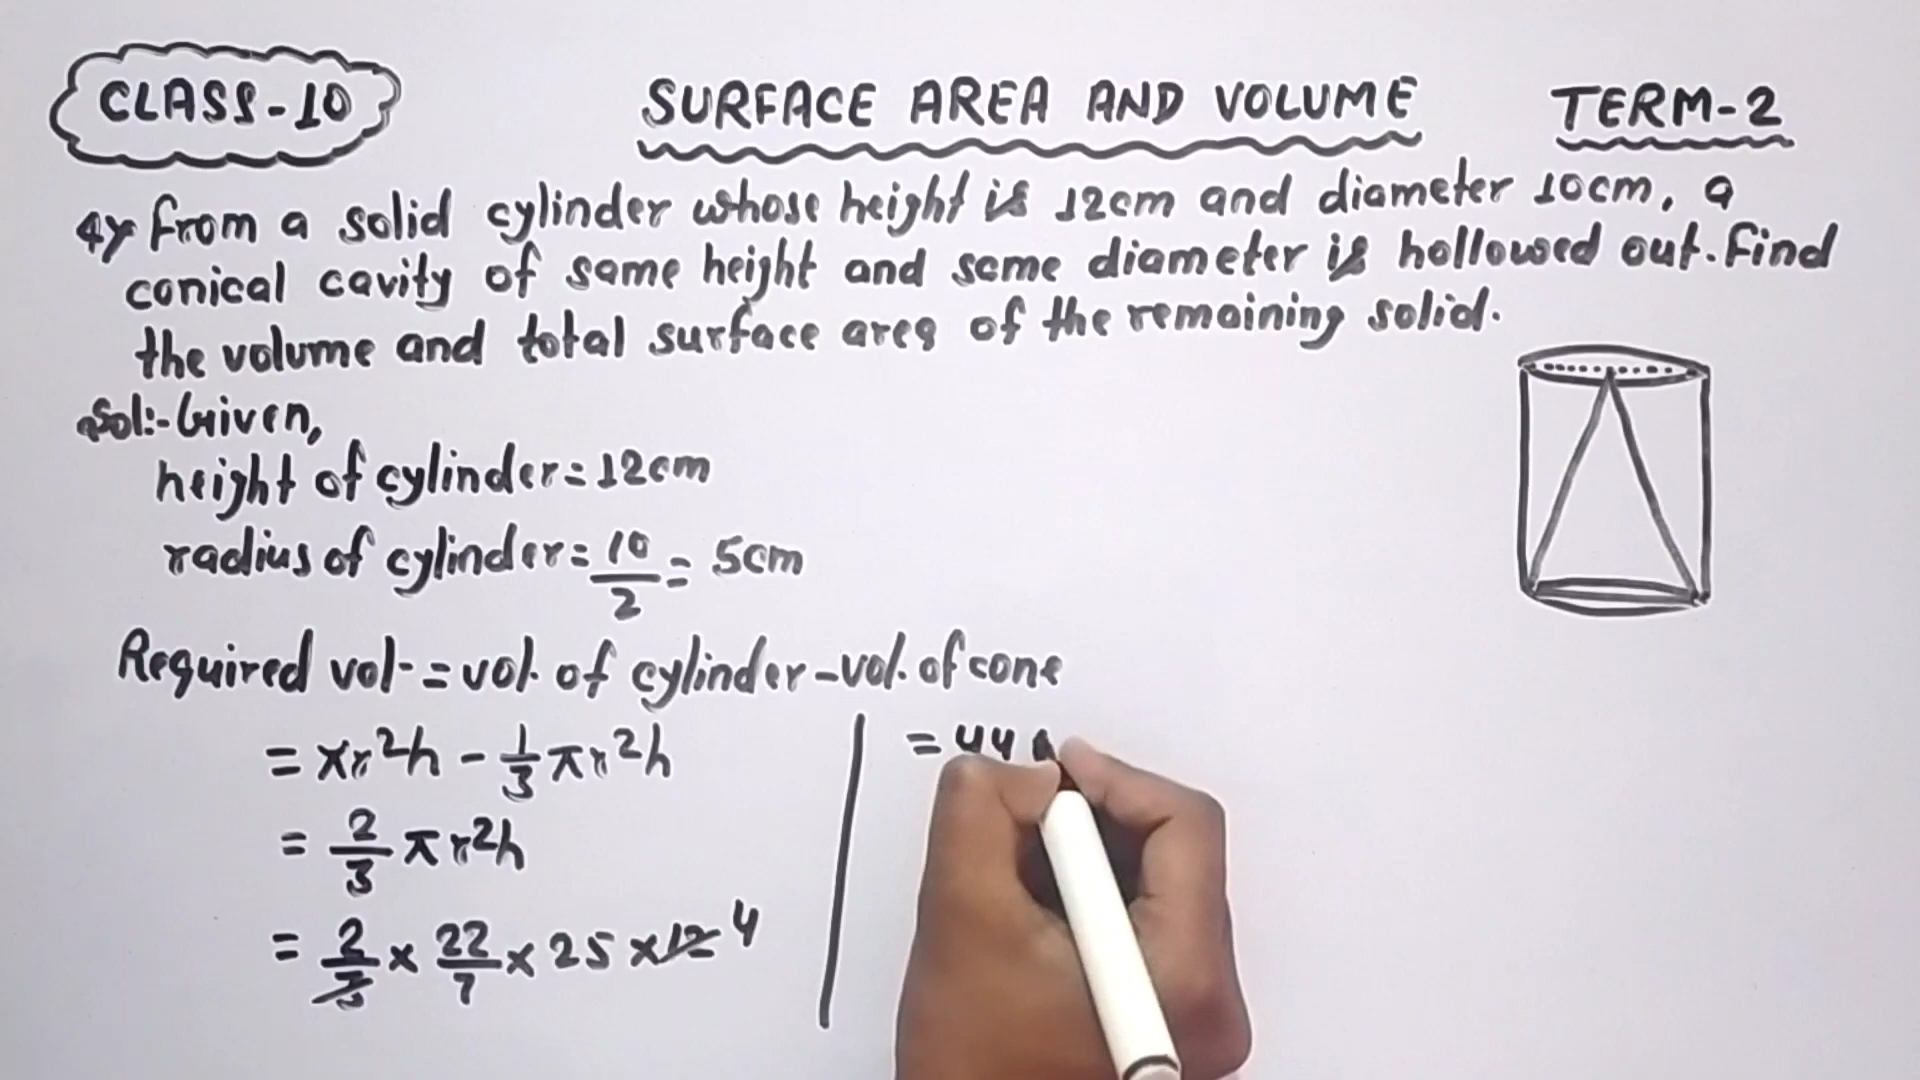 CLASS-10
SURFACE AREA AND VOLUME
TERM-2
4) From a solid cylinder whose height is 12cm and diameter 10cm, a
conical cavity of same height and same diameter is hollowed out. Find
the volume and total surface area of the remaining solid.
Sol:- Given,
height of cylinder = 12cm
radius of cylinder = 10/2 = 5cm
Required vol. = vol. of cylinder - vol. of cone
= πr²h - 1/3 πr²h
= 2/3 πr²h
= 2/3 × 22/7 × 25 × 12 4
= 44